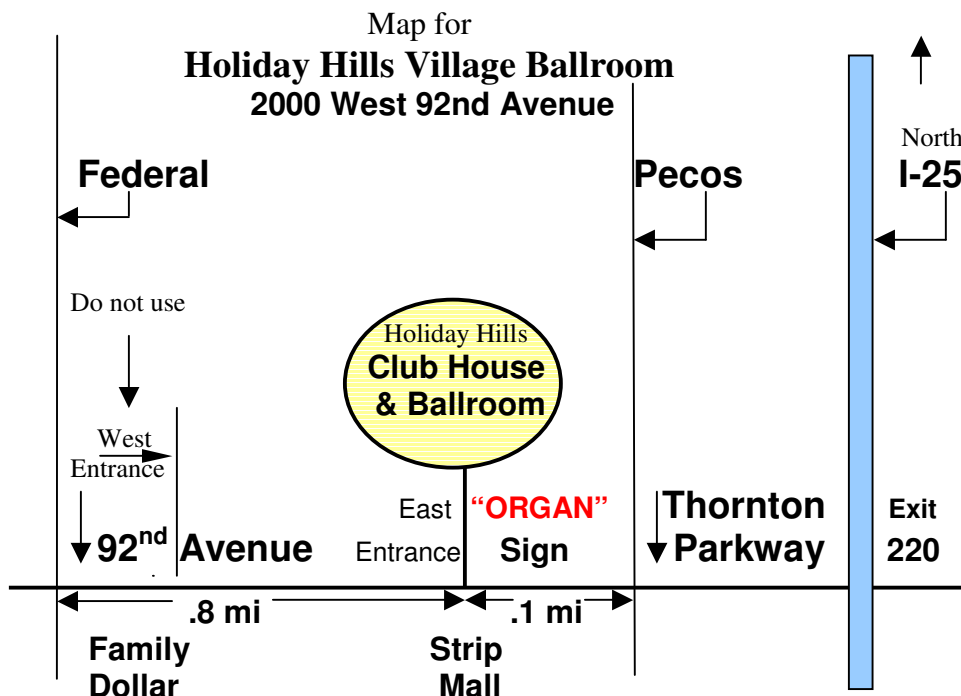 Map for
Holiday Hills Village Ballroom
2000 West 92nd Avenue
North
Federal
Pecos
I-25
Do not use
Holiday Hills
Club House
& Ballroom
West
Entrance
East
"ORGAN"
Thornton
Exit
92nd Avenue
Entrance
Sign
Parkway
220
.8 mi
.1 mi
Family
Dollar
Strip
Mall